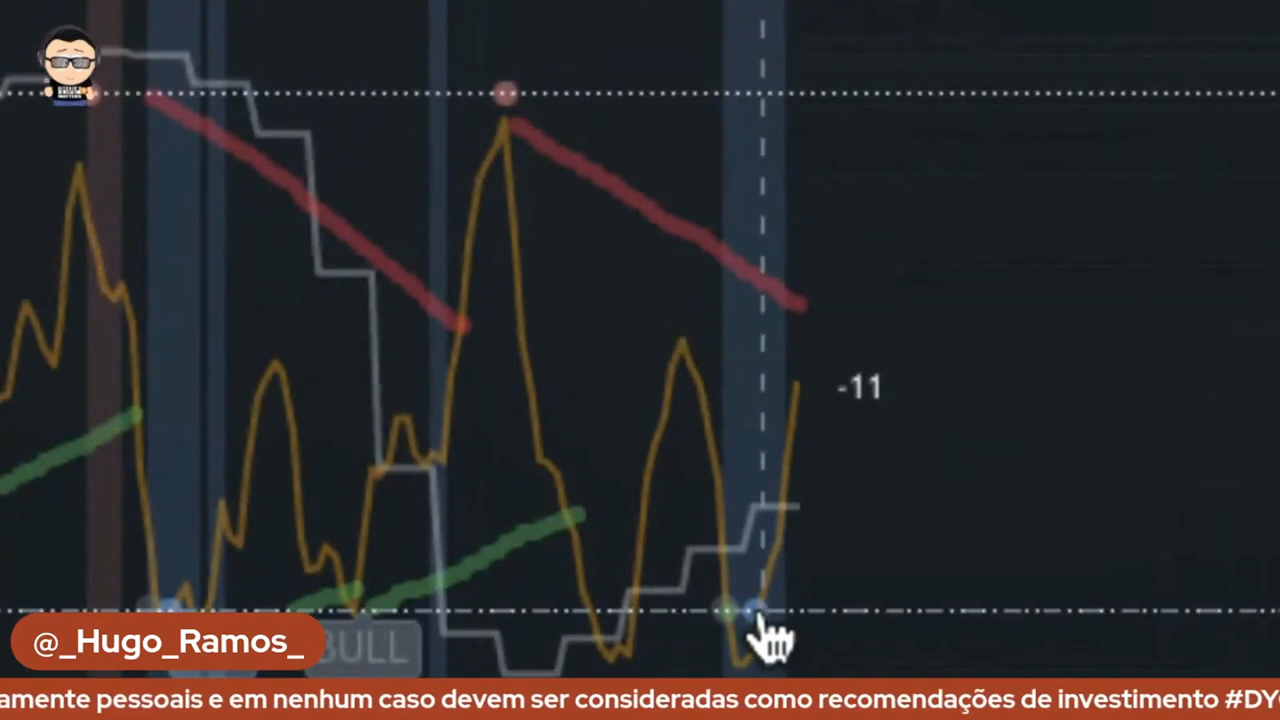 -11
BULL
@_Hugo_Ramos_
amente pessoais e em nenhum caso devem ser consideradas como recomendações de investimento #DY